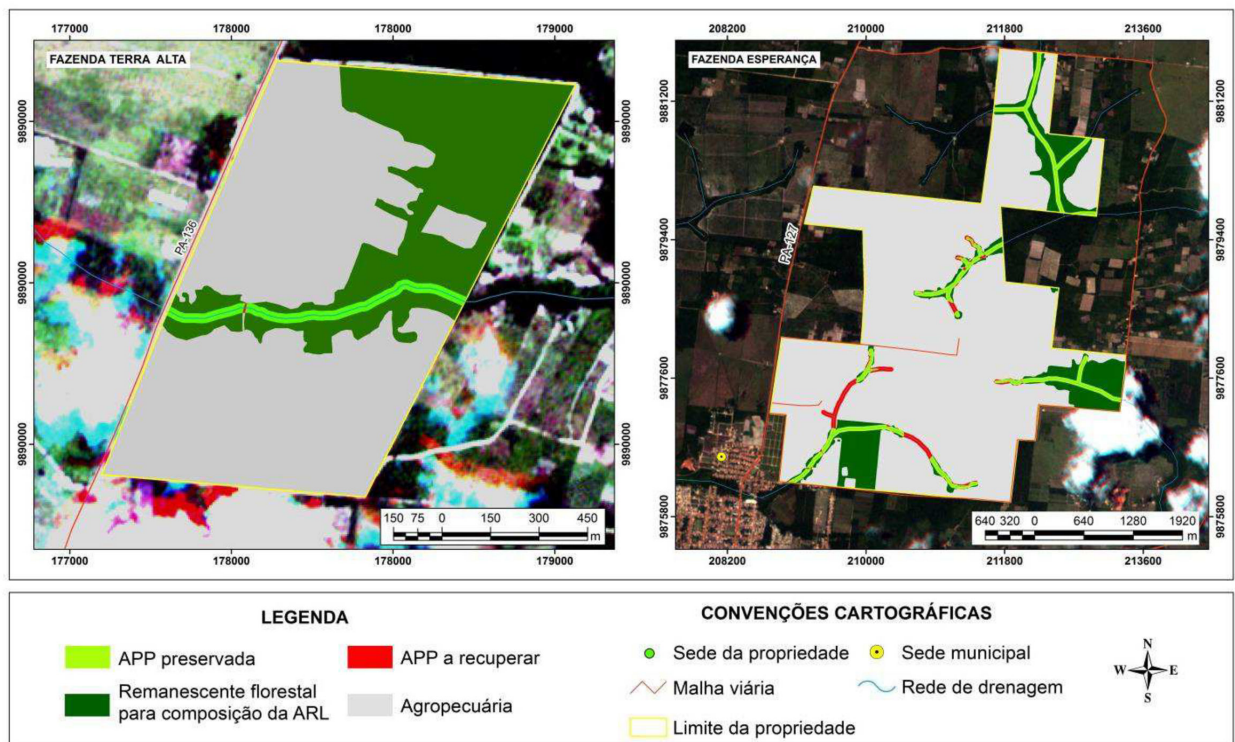 177000 178000 178000 179000
208200 210000 211800 213600
FAZENDA TERRA ALTA
FAZENDA ESPERANÇA
9890000
9890000
9890000
9881200
9879400
9877600
9875800
9890000
9890000
9890000
9881200
9879400
9877600
9875800
PA-136
PA-127
150 75 0 150 300 450
m
640 320 0 640 1280 1920
m
177000 178000 178000 179000
208200 210000 211800 213600
LEGENDA
APP preservada
APP a recuperar
Remanescente florestal
para composição da ARL
Agropecuária
CONVENÇÕES CARTOGRÁFICAS
Sede da propriedade
Sede municipal
Malha viária
Rede de drenagem
Limite da propriedade
N
W E
S